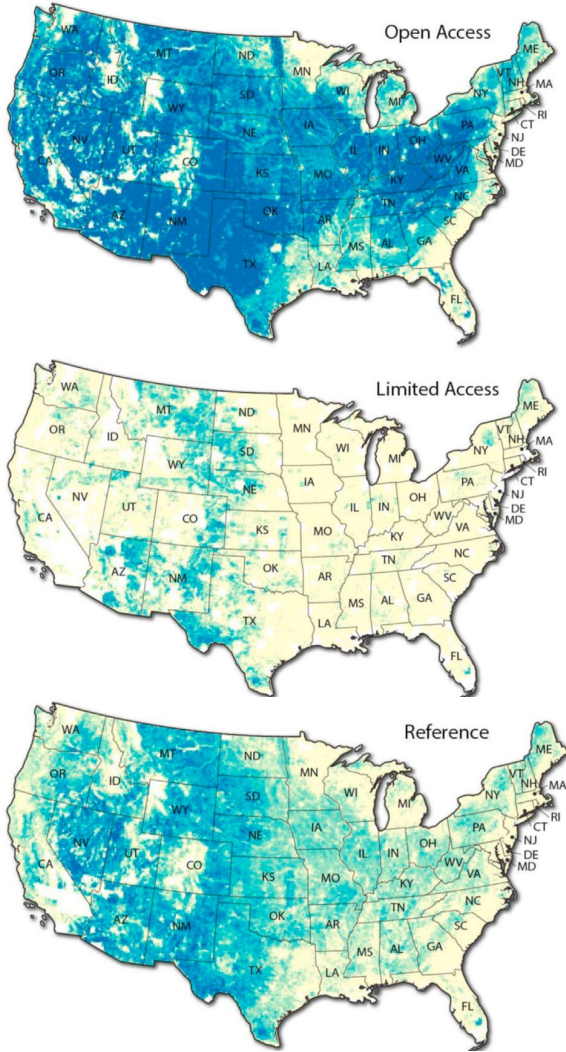 Open Access
WA
MT
ND
MN
ME
OR
ID
WY
SD
WI
MI
NY
VT
NH
MA
RI
CT
NJ
DE
MD
CA
NV
UT
CO
NE
IA
IL
IN
OH
PA
WV
VA
KS
MO
KY
AZ
NM
OK
AR
TN
NC
SC
TX
LA
MS
AL
GA
FL
Limited Access
WA
MT
ND
MN
ME
OR
ID
WY
SD
WI
MI
NY
VT
NH
MA
RI
CT
NJ
DE
MD
CA
NV
UT
CO
NE
IA
IL
IN
OH
PA
WV
VA
KS
MO
KY
AZ
NM
OK
AR
TN
NC
SC
TX
LA
MS
AL
GA
FL
Reference
WA
MT
ND
MN
ME
OR
ID
WY
SD
WI
MI
NY
VT
NH
MA
RI
CT
NJ
DE
MD
CA
NV
UT
CO
NE
IA
IL
IN
OH
PA
WV
VA
KS
MO
KY
AZ
NM
OK
AR
TN
NC
SC
TX
LA
MS
AL
GA
FL